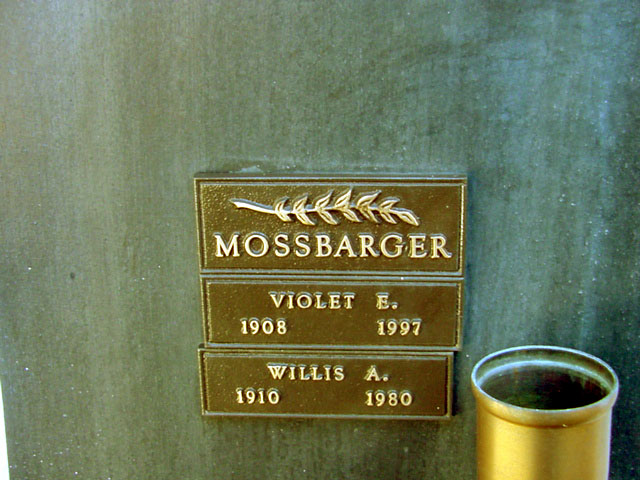 MOSSBARGER
VIOLET E.
1908 1997
WILLIS A.
1910 1980